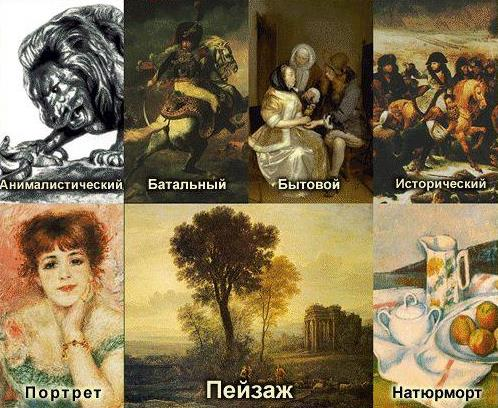 Анималистический
Батальный
Бытовой
Исторический
Портрет
Пейзаж
Натюрморт